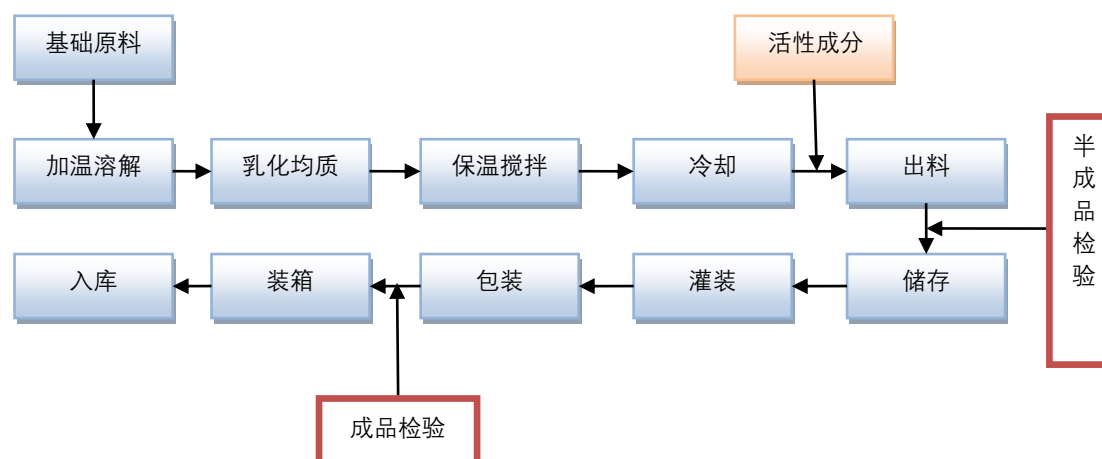 基础原料
活性成分
加温溶解
乳化均质
保温搅拌
冷却
出料
半
成
品
检
验
入库
装箱
包装
灌装
储存
成品检验